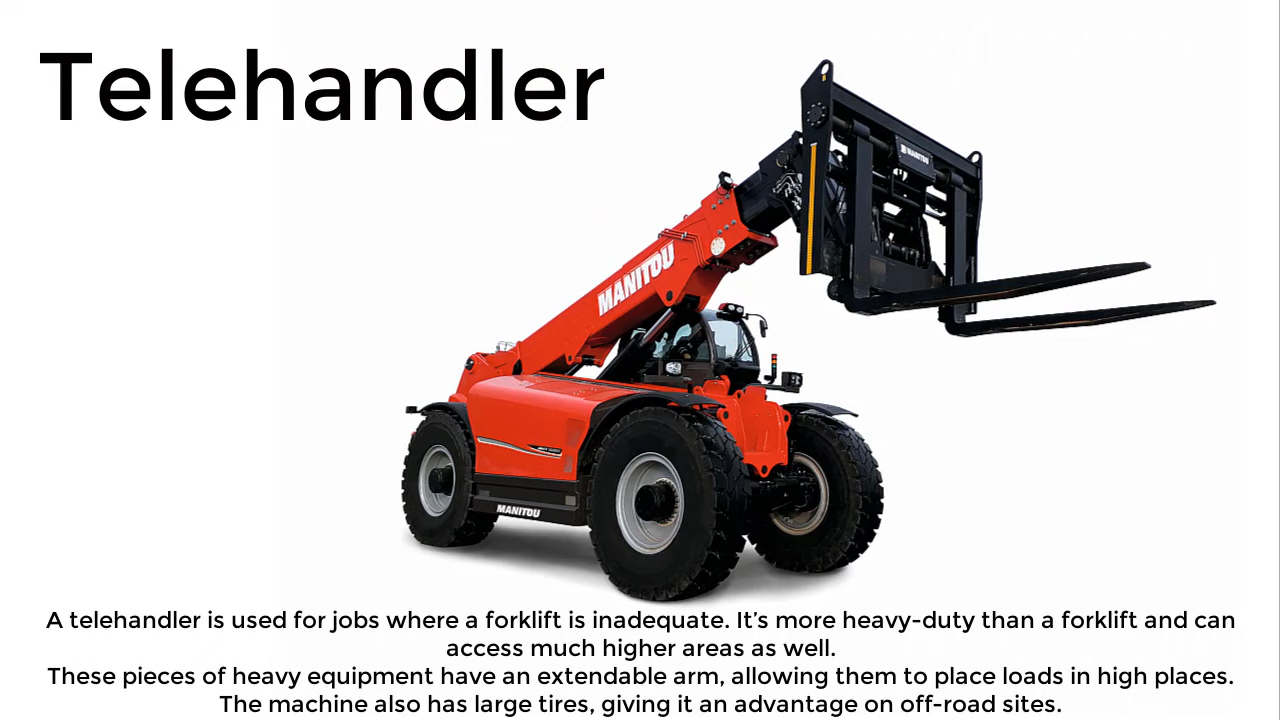 Telehandler
MANITOU
MANITOU
MANITOU
A telehandler is used for jobs where a forklift is inadequate. It’s more heavy-duty than a forklift and can
access much higher areas as well.
These pieces of heavy equipment have an extendable arm, allowing them to place loads in high places.
The machine also has large tires, giving it an advantage on off-road sites.